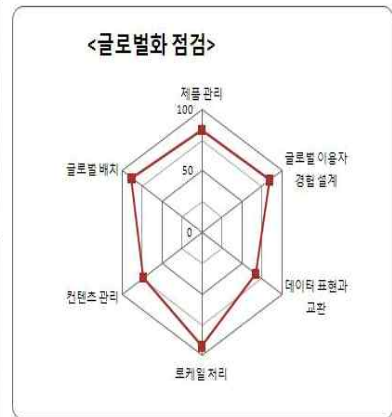 <글로벌화 점검>
제품 관리
100
글로벌 배치
글로벌 이용자
경험 설계
50
0
컨텐츠 관리
데이타 표현과
교환
로케일 처리